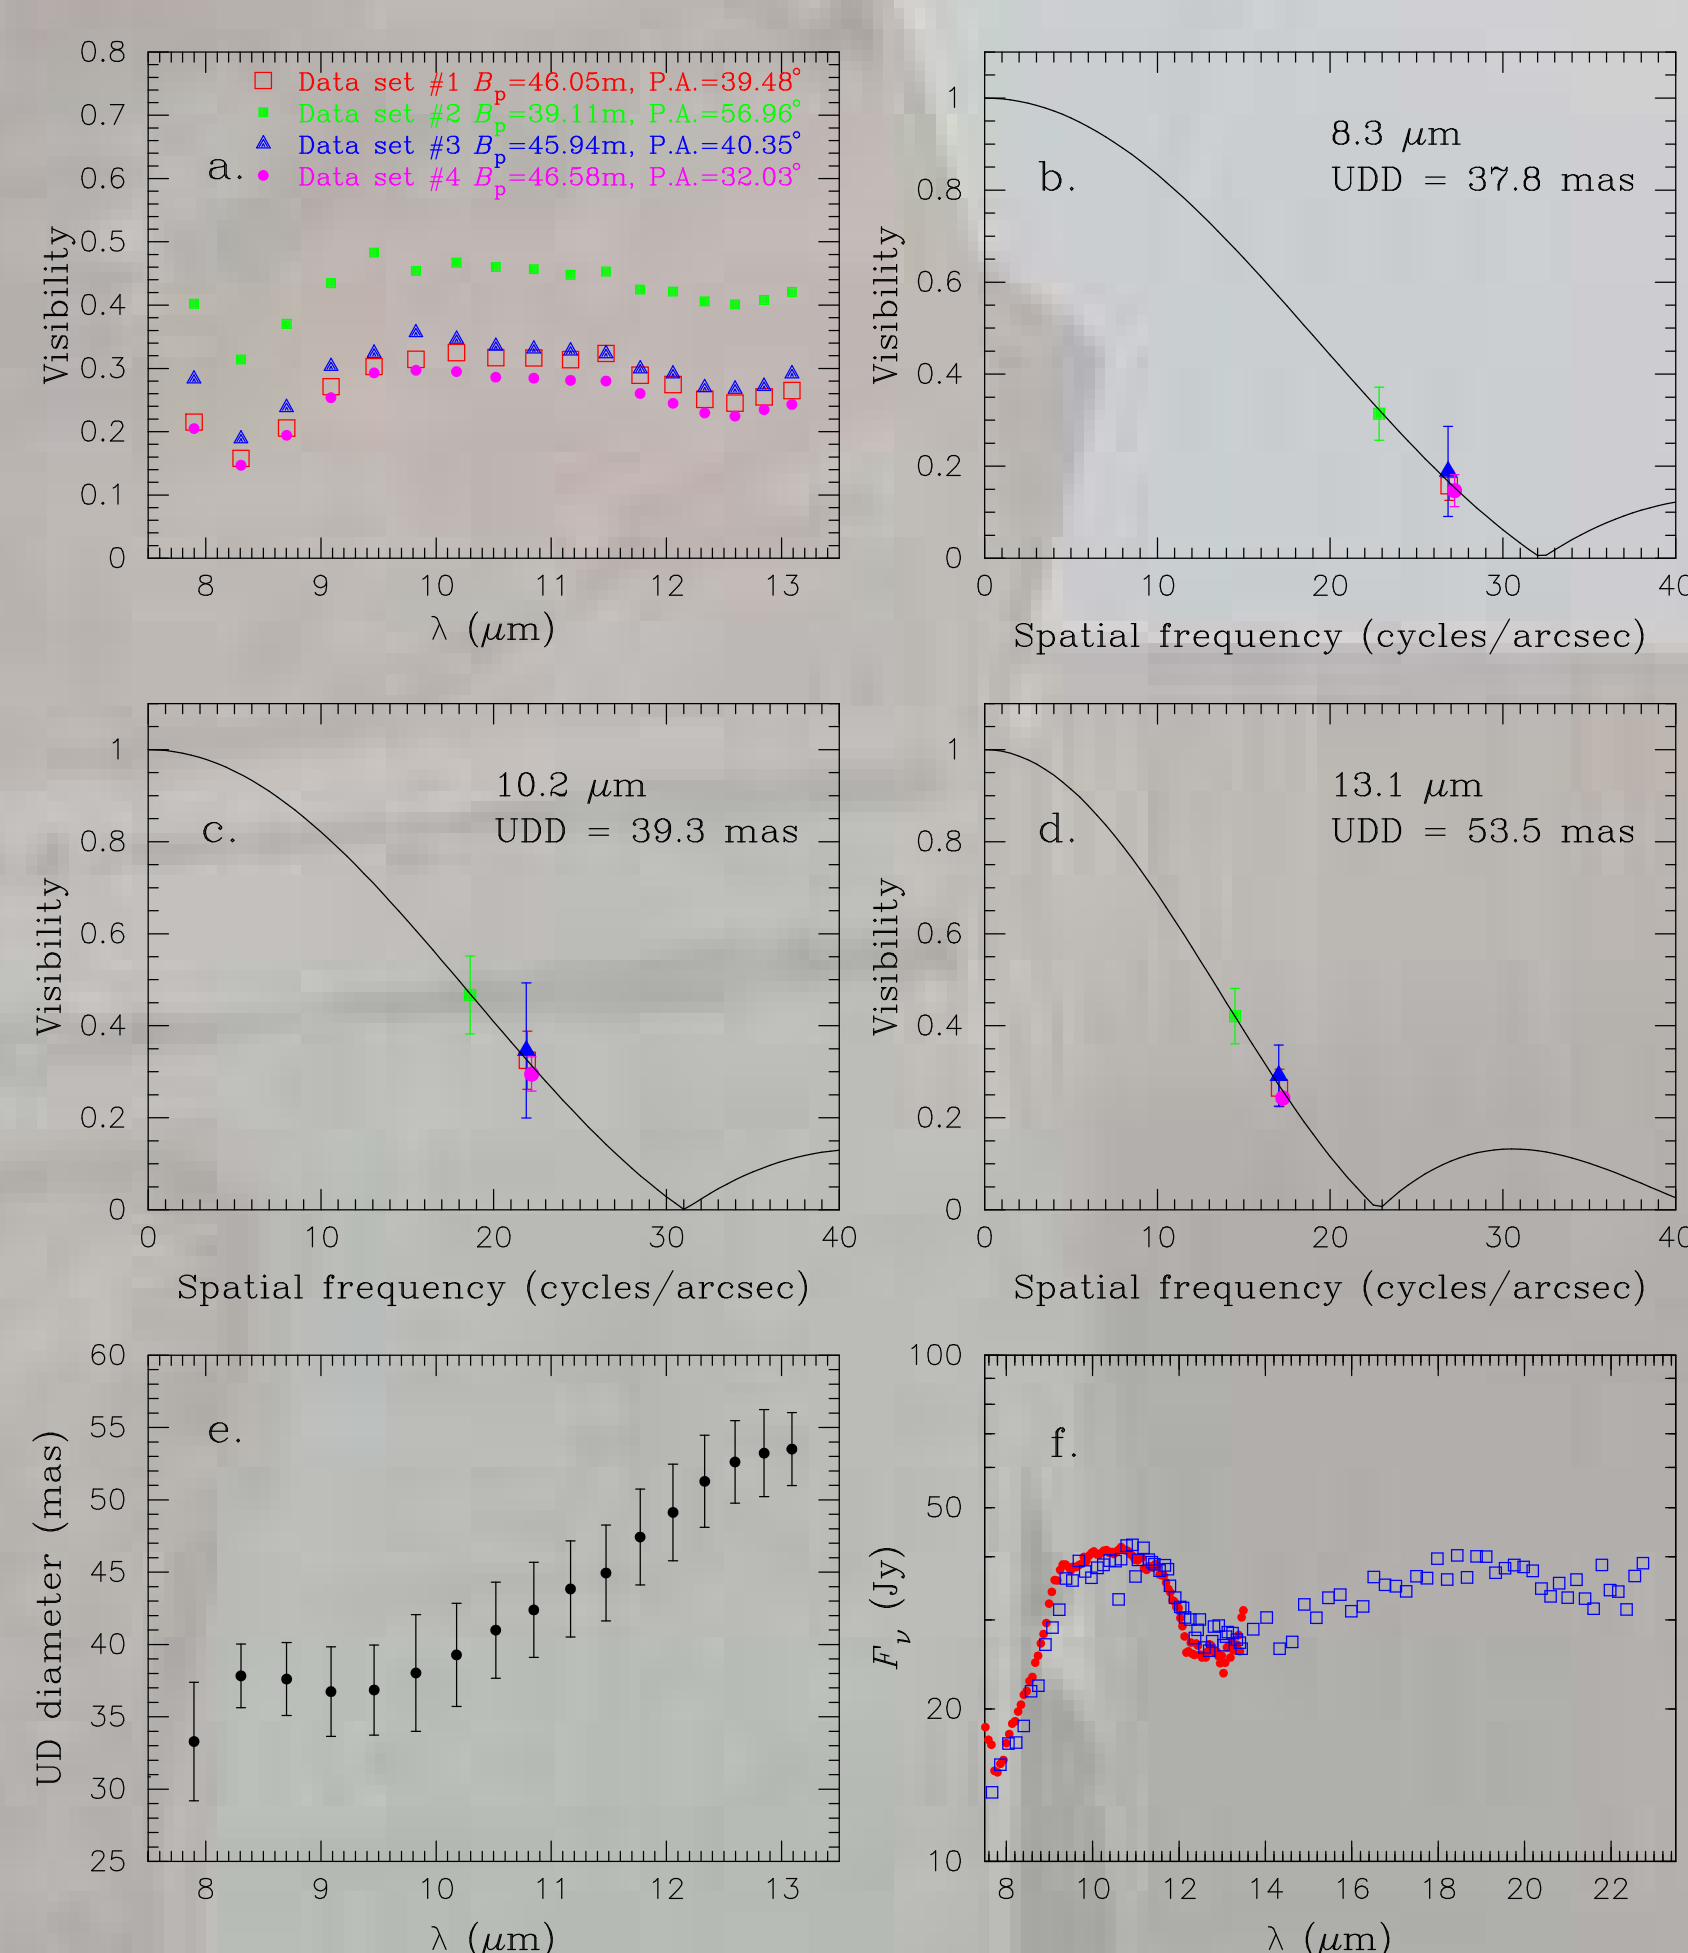 0.8
0.7
0.6
0.5
0.4
0.3
0.2
0.1
0
Visibility
a.
Data set #1 Bp=46.05m, P.A.=39.48°
Data set #2 Bp=39.11m, P.A.=56.96°
Data set #3 Bp=45.94m, P.A.=40.35°
Data set #4 Bp=46.58m, P.A.=32.03°
8 9 10 11 12 13
λ (μm)
1
0.8
0.6
0.4
0.2
0
Visibility
b.
8.3 μm
UDD = 37.8 mas
0 10 20 30 40
Spatial frequency (cycles/arcsec)
1
0.8
0.6
0.4
0.2
0
Visibility
c.
10.2 μm
UDD = 39.3 mas
0 10 20 30 40
Spatial frequency (cycles/arcsec)
1
0.8
0.6
0.4
0.2
0
Visibility
d.
13.1 μm
UDD = 53.5 mas
0 10 20 30 40
Spatial frequency (cycles/arcsec)
60
55
50
45
40
35
30
25
UD diameter (mas)
e.
8 9 10 11 12 13
λ (μm)
100
50
20
10
Fν (Jy)
f.
8 10 12 14 16 18 20 22
λ (μm)